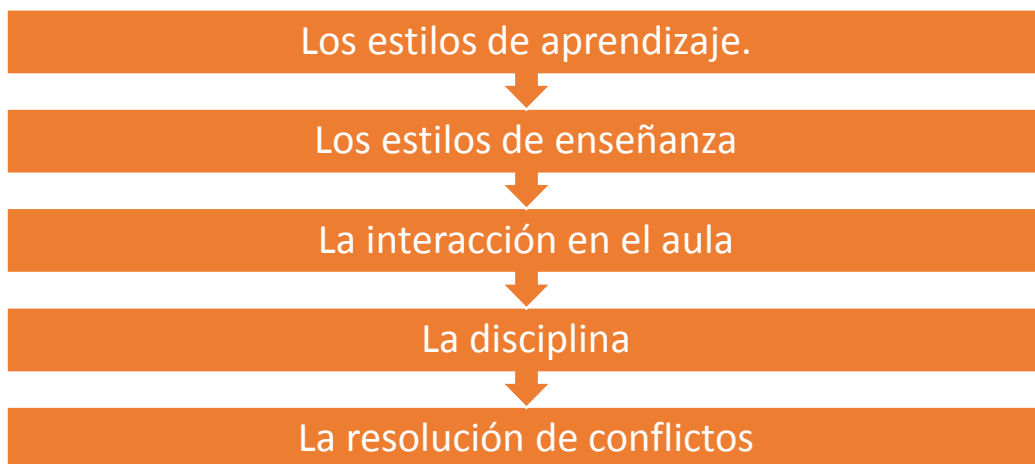 Los estilos de aprendizaje.
Los estilos de enseñanza
La interacción en el aula
La disciplina
La resolución de conflictos